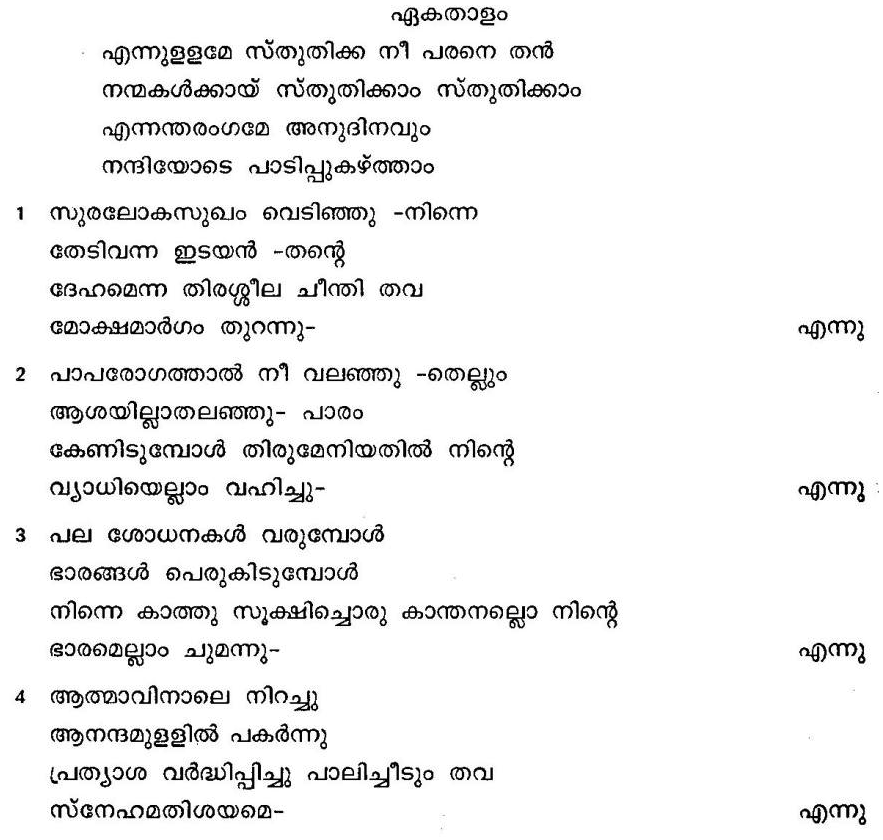 ഏകതാളം
എന്നുളളമേ സ്തുതിക്ക നീ പരനെ തൻ
നന്മകൾക്കായ് സ്തുതിക്കാം സ്തുതിക്കാം
എന്നന്തരംഗമേ അനുദിനവും
നന്ദിയോടെ പാടിപ്പുകഴ്ത്താം
1 സുരലോകസുഖം വെടിഞ്ഞു -നിന്നെ
തേടിവന്ന ഇടയൻ -തന്റെ
ദേഹമെന്ന തിരശ്ശീല ചീന്തി തവ
മോക്ഷമാർഗം തുറന്നു- എന്നു
2 പാപരോഗത്താൽ നീ വലഞ്ഞു -തെല്ലും
ആശയില്ലാതലഞ്ഞു- പാരം
കേണിടുമ്പോൾ തിരുമേനിയതിൽ നിന്റെ
വ്യാധിയെല്ലാം വഹിച്ചു- എന്നു
3 പല ശോധനകൾ വരുമ്പോൾ
ഭാരങ്ങൾ പെരുകിടുമ്പോൾ
നിന്നെ കാത്തു സൂക്ഷിച്ചൊരു കാന്തനല്ലൊ നിന്റെ
ഭാരമെല്ലാം ചുമന്നു- എന്നു
4 ആത്മാവിനാലെ നിറച്ചു
ആനന്ദമുളളിൽ പകർന്നു
പ്രത്യാശ വർദ്ധിപ്പിച്ചു പാലിച്ചീടും തവ
സ്നേഹമതിശയമെ- എന്നു